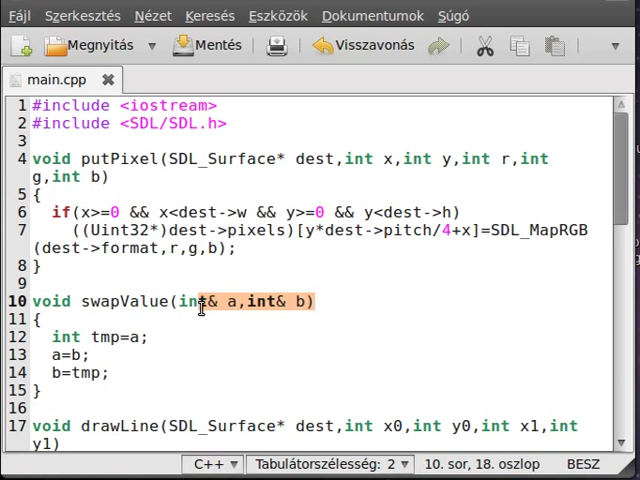 Fájl Szerkesztés Nézet Keresés Eszközök Dokumentumok Súgó
Megnyitás Mentés Visszavonás
main.cpp
1 #include <iostream>
2 #include <SDL/SDL.h>
3
4 void putPixel(SDL_Surface* dest,int x,int y,int r,int
g,int b)
5 {
6   if(x>=0 && x<dest->w && y>=0 && y<dest->h)
7     ((Uint32*)dest->pixels)[y*dest->pitch/4+x]=SDL_MapRGB
(dest->format,r,g,b);
8 }
9
10 void swapValue(int& a,int& b)
11 {
12   int tmp=a;
13   a=b;
14   b=tmp;
15 }
16
17 void drawLine(SDL_Surface* dest,int x0,int y0,int x1,int
y1)
C++ Tabulátorszélesség: 2 10. sor, 18. oszlop BESZ